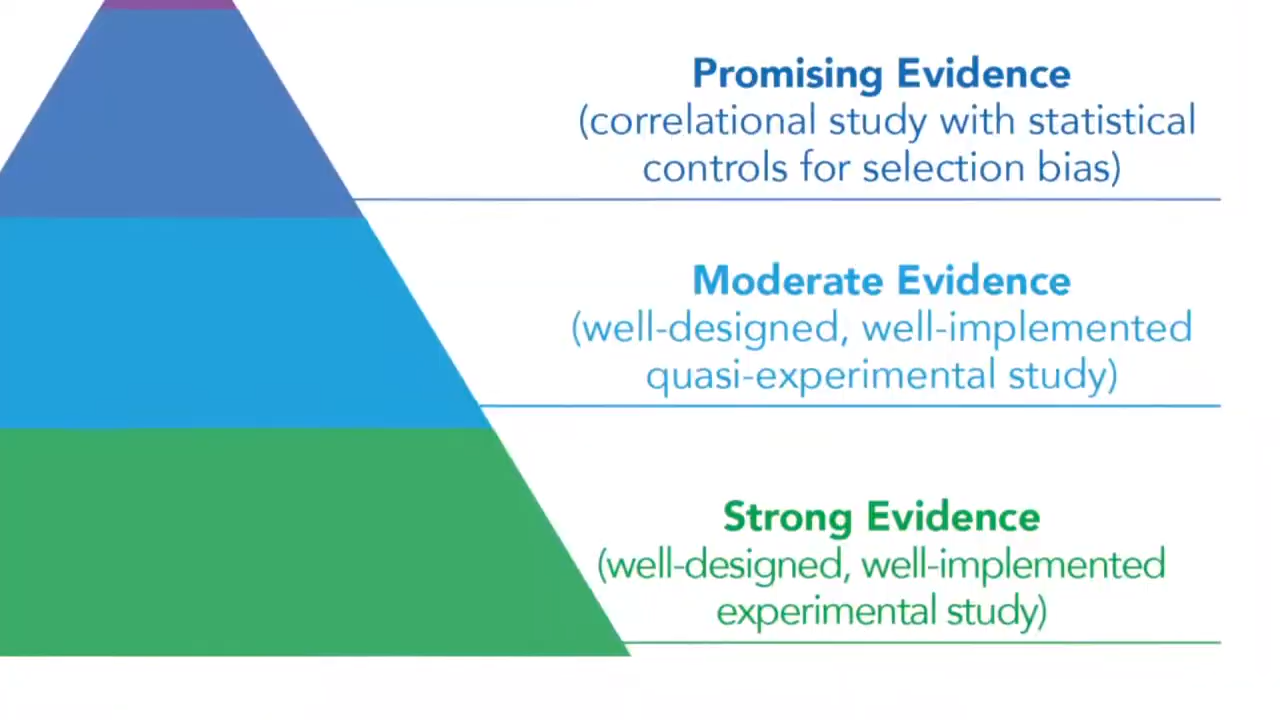 Promising Evidence
(correlational study with statistical
controls for selection bias)
Moderate Evidence
(well-designed, well-implemented
quasi-experimental study)
Strong Evidence
(well-designed, well-implemented
experimental study)